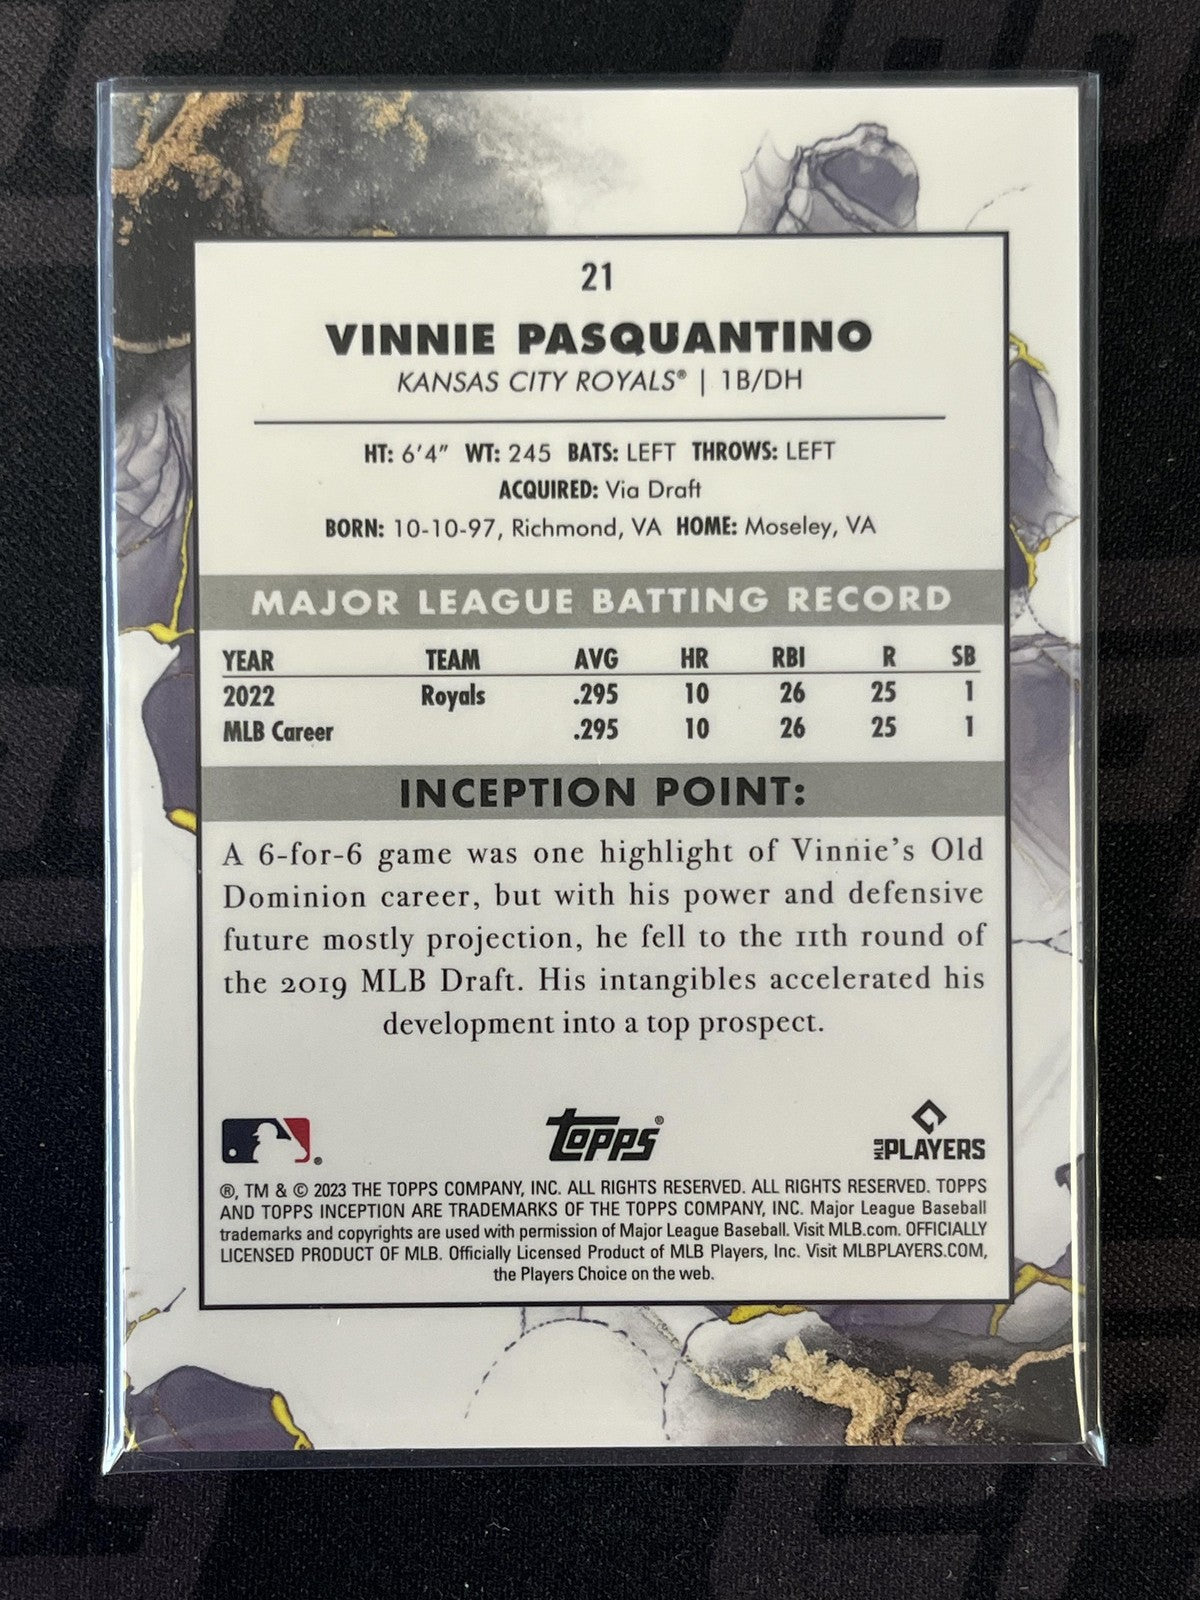 21
VINNIE PASQUANTINO
KANSAS CITY ROYALS® | 1B/DH
HT: 6'4" WT: 245 BATS: LEFT THROWS: LEFT
ACQUIRED: Via Draft
BORN: 10-10-97, Richmond, VA HOME: Moseley, VA
MAJOR LEAGUE BATTING RECORD
YEAR TEAM AVG HR RBI R SB
2022 Royals .295 10 26 25 1
MLB Career .295 10 26 25 1
INCEPTION POINT:
A 6-for-6 game was one highlight of Vinnie's Old
Dominion career, but with his power and defensive
future mostly projection, he fell to the 11th round of
the 2019 MLB Draft. His intangibles accelerated his
development into a top prospect.
®
Topps®
MLB PLAYERS
®, TM & © 2023 THE TOPPS COMPANY, INC. ALL RIGHTS RESERVED. ALL RIGHTS RESERVED. TOPPS
AND TOPPS INCEPTION ARE TRADEMARKS OF THE TOPPS COMPANY, INC. Major League Baseball
trademarks and copyrights are used with permission of Major League Baseball. Visit MLB.com. OFFICIALLY
LICENSED PRODUCT OF MLB. Officially Licensed Product of MLB Players, Inc. Visit MLBPLAYERS.COM,
the Players Choice on the web.